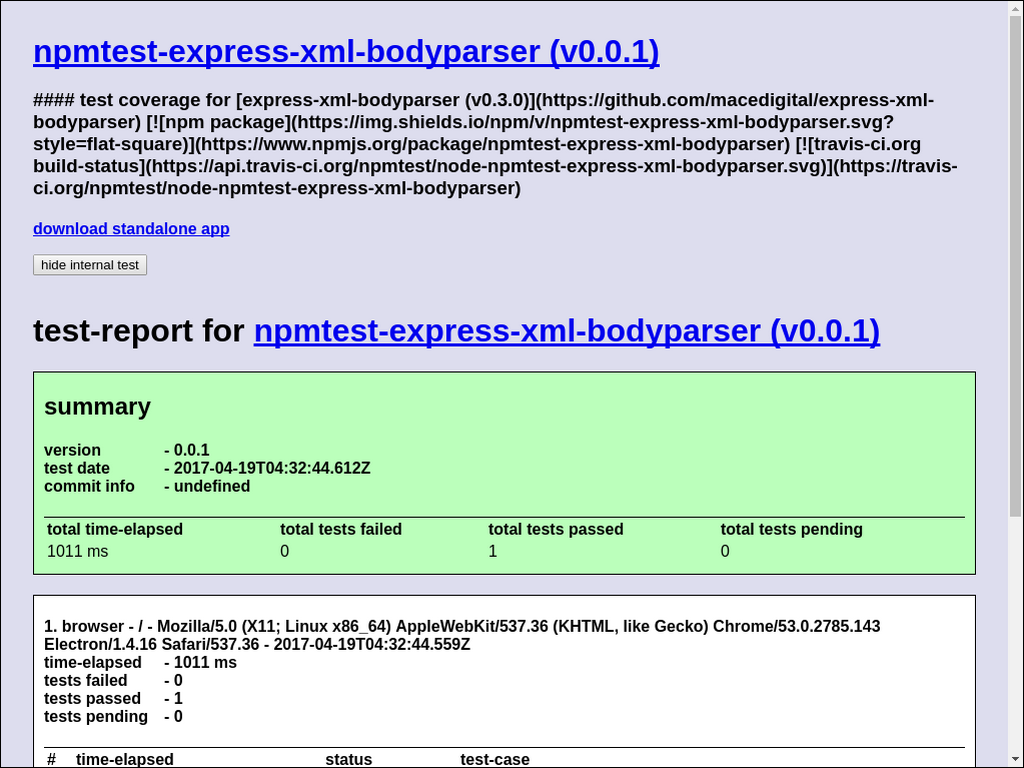 npmtest-express-xml-bodyparser (v0.0.1)
#### test coverage for [express-xml-bodyparser (v0.3.0)](https://github.com/macedigital/express-xml-
bodyparser) [![npm package](https://img.shields.io/npm/v/npmtest-express-xml-bodyparser.svg?
style=flat-square)](https://www.npmjs.org/package/npmtest-express-xml-bodyparser) [![travis-ci.org
build-status](https://api.travis-ci.org/npmtest/node-npmtest-express-xml-bodyparser.svg)](https://travis-
ci.org/npmtest/node-npmtest-express-xml-bodyparser)
download standalone app
hide internal test
test-report for npmtest-express-xml-bodyparser (v0.0.1)
summary
version - 0.0.1
test date - 2017-04-19T04:32:44.612Z
commit info - undefined
total time-elapsed total tests failed total tests passed total tests pending
1011 ms 0 1 0
1. browser - / - Mozilla/5.0 (X11; Linux x86_64) AppleWebKit/537.36 (KHTML, like Gecko) Chrome/53.0.2785.143
Electron/1.4.16 Safari/537.36 - 2017-04-19T04:32:44.559Z
time-elapsed - 1011 ms
tests failed - 0
tests passed - 1
tests pending - 0
# time-elapsed status test-case